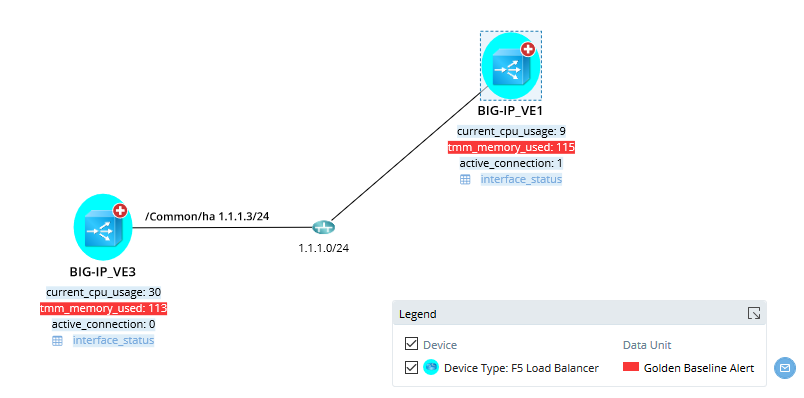 BIG-IP_VE1
current_cpu_usage: 9
tmm_memory_used: 115
active_connection: 1
interface_status
/Common/ha 1.1.1.3/24
1.1.1.0/24
BIG-IP_VE3
current_cpu_usage: 30
tmm_memory_used: 113
active_connection: 0
interface_status
Legend
Device Data Unit
Device Type: F5 Load Balancer Golden Baseline Alert